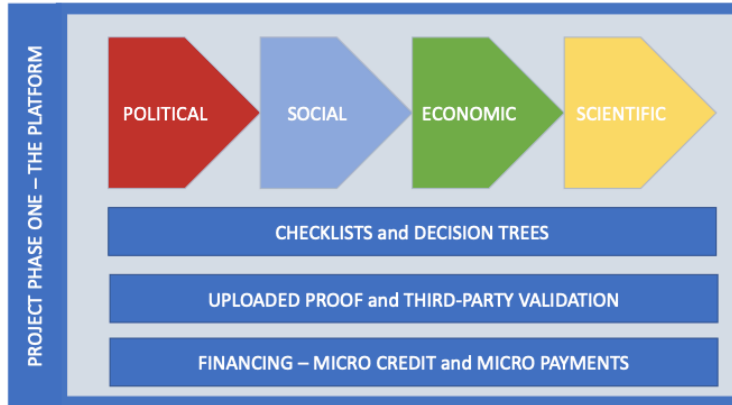 PROJECT PHASE ONE – THE PLATFORM
POLITICAL
SOCIAL
ECONOMIC
SCIENTIFIC
CHECKLISTS and DECISION TREES
UPLOADED PROOF and THIRD-PARTY VALIDATION
FINANCING – MICRO CREDIT and MICRO PAYMENTS